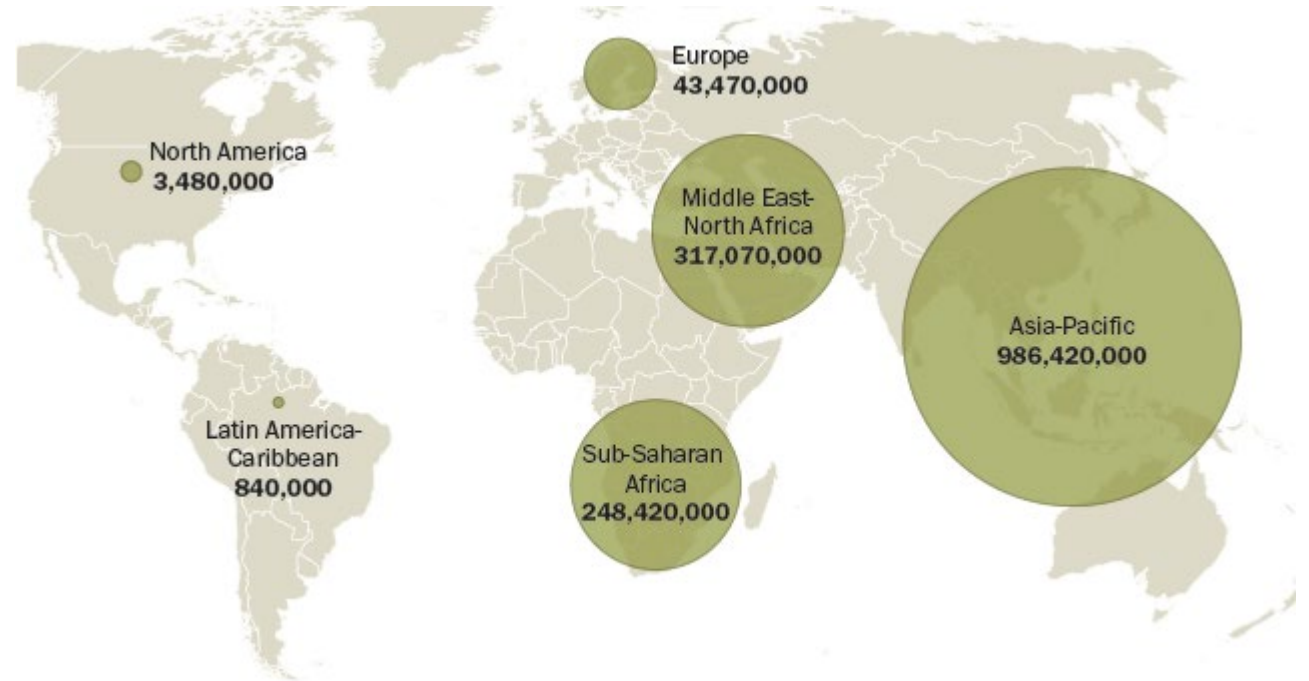 Europe
43,470,000
North America
3,480,000
Middle East-
North Africa
317,070,000
Asia-Pacific
986,420,000
Latin America-
Caribbean
840,000
Sub-Saharan
Africa
248,420,000